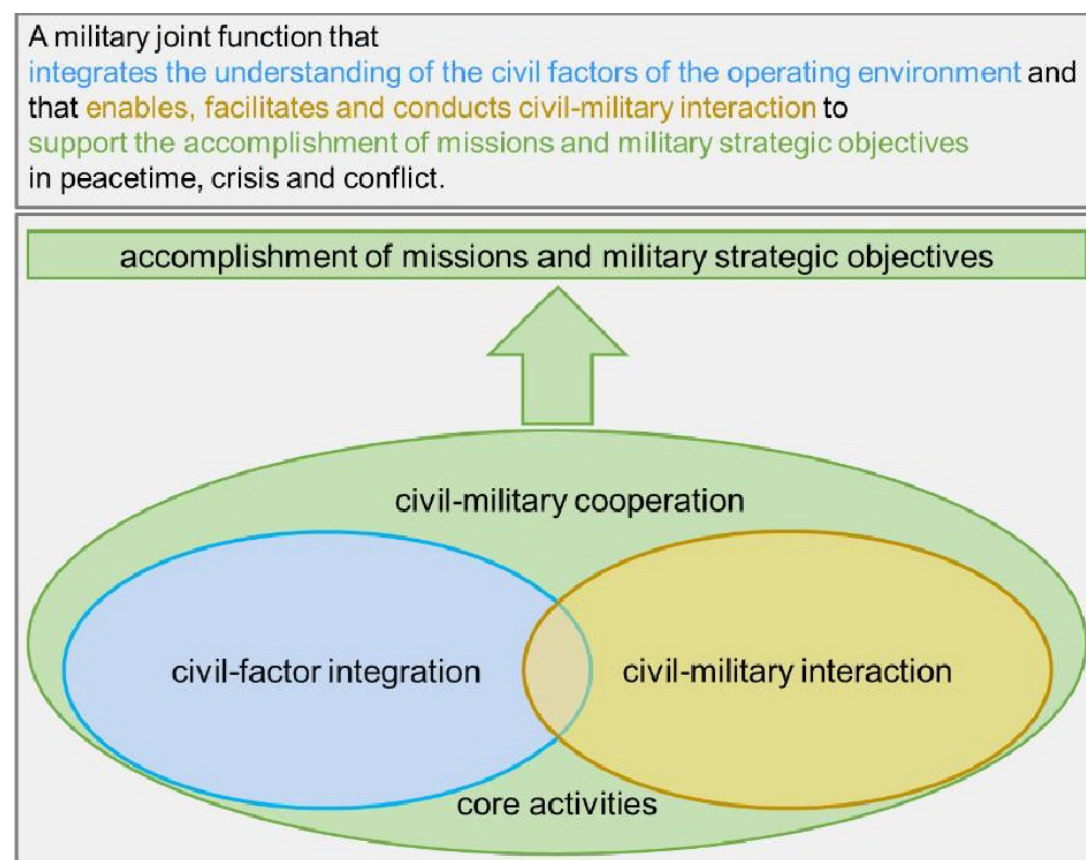 A military joint function that
integrates the understanding of the civil factors of the operating environment and
that enables, facilitates and conducts civil-military interaction to
support the accomplishment of missions and military strategic objectives
in peacetime, crisis and conflict.
accomplishment of missions and military strategic objectives
civil-military cooperation
civil-factor integration
civil-military interaction
core activities